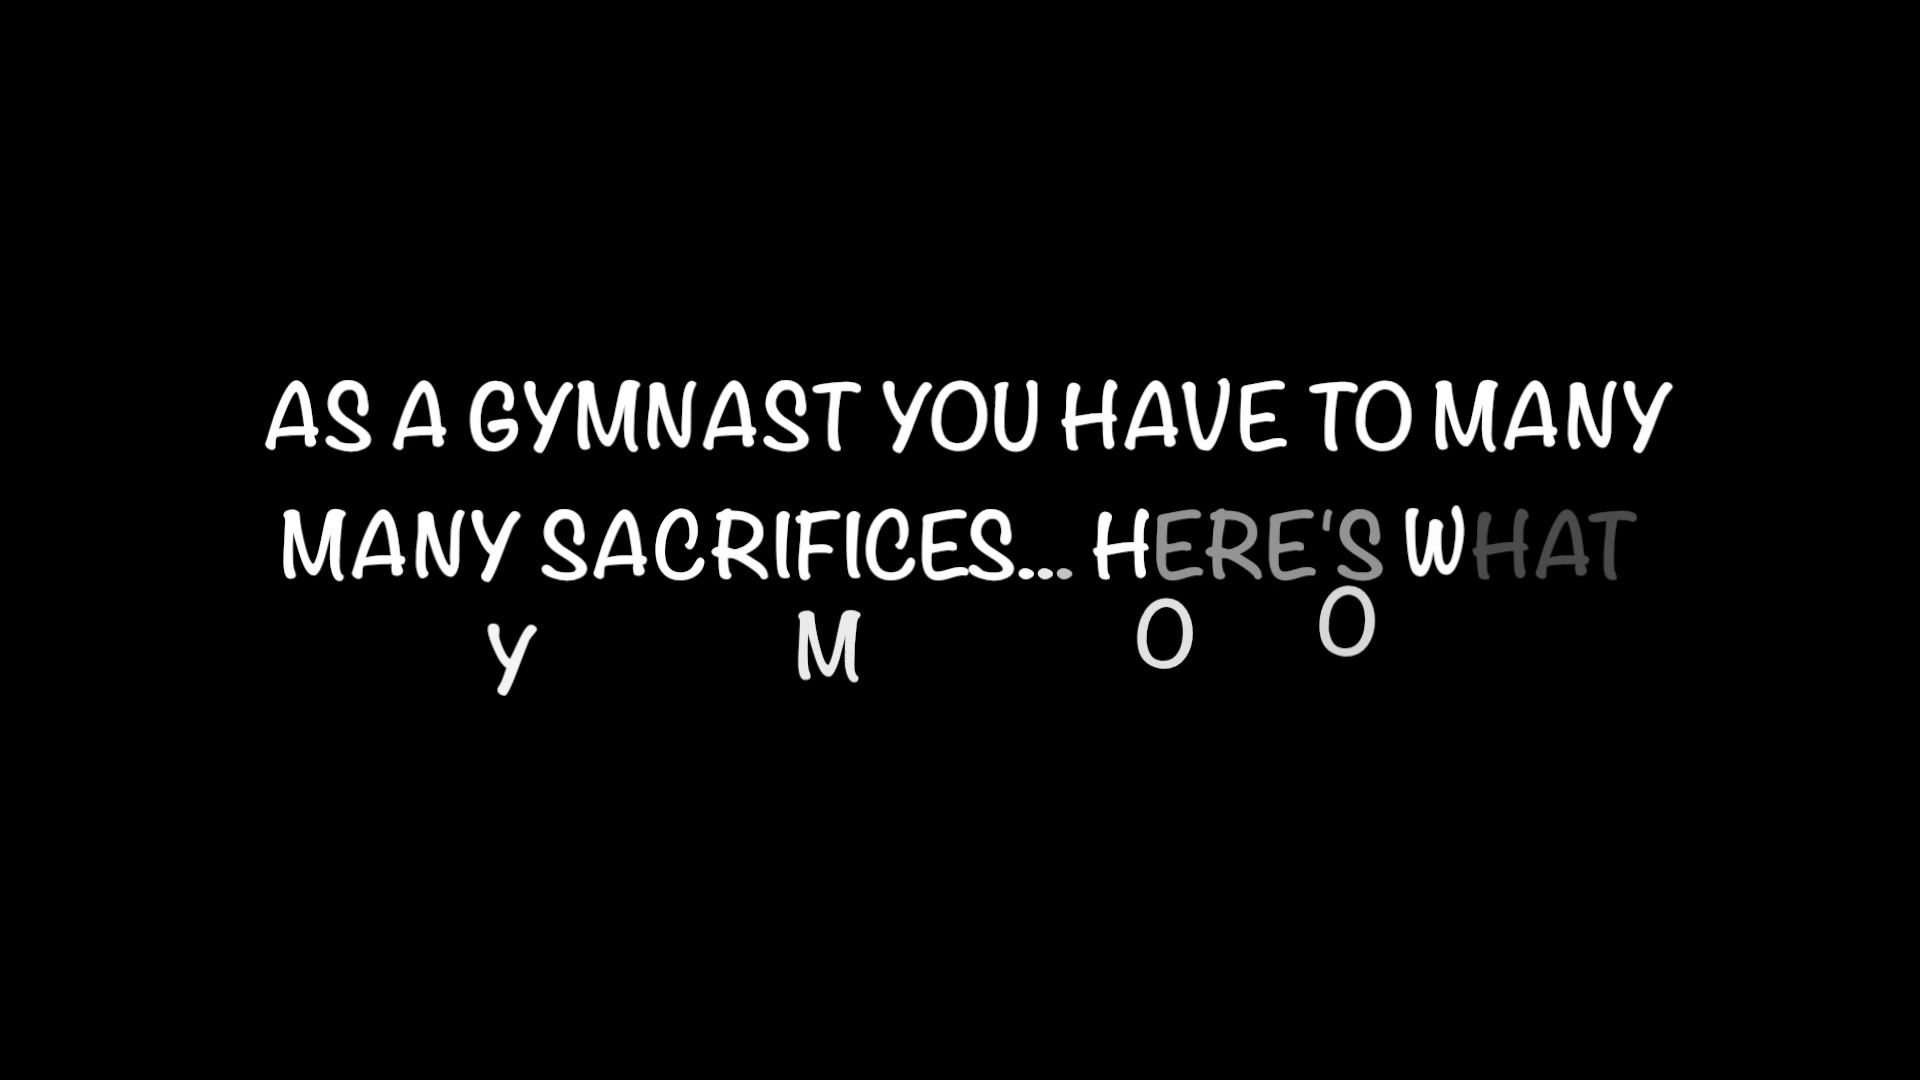 AS A GYMNAST YOU HAVE TO MANY
MANY SACRIFICES... HERE'S WHAT
Y M O O